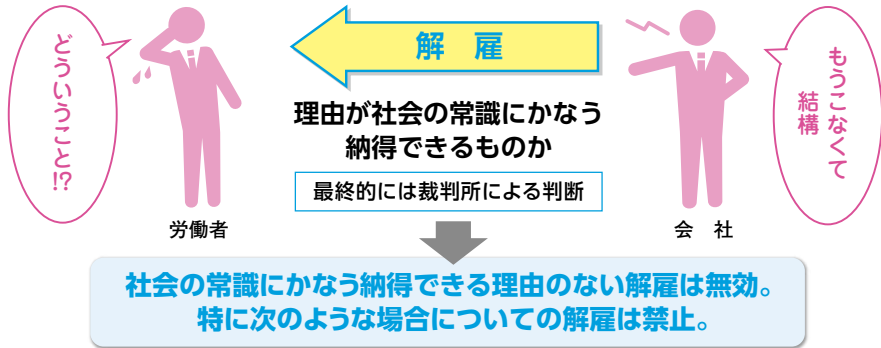 どういうこと!?
解 雇
もうこなくて
結構
理由が社会の常識にかなう
納得できるものか
最終的には裁判所による判断
労働者
会 社
社会の常識にかなう納得できる理由のない解雇は無効。
特に次のような場合についての解雇は禁止。